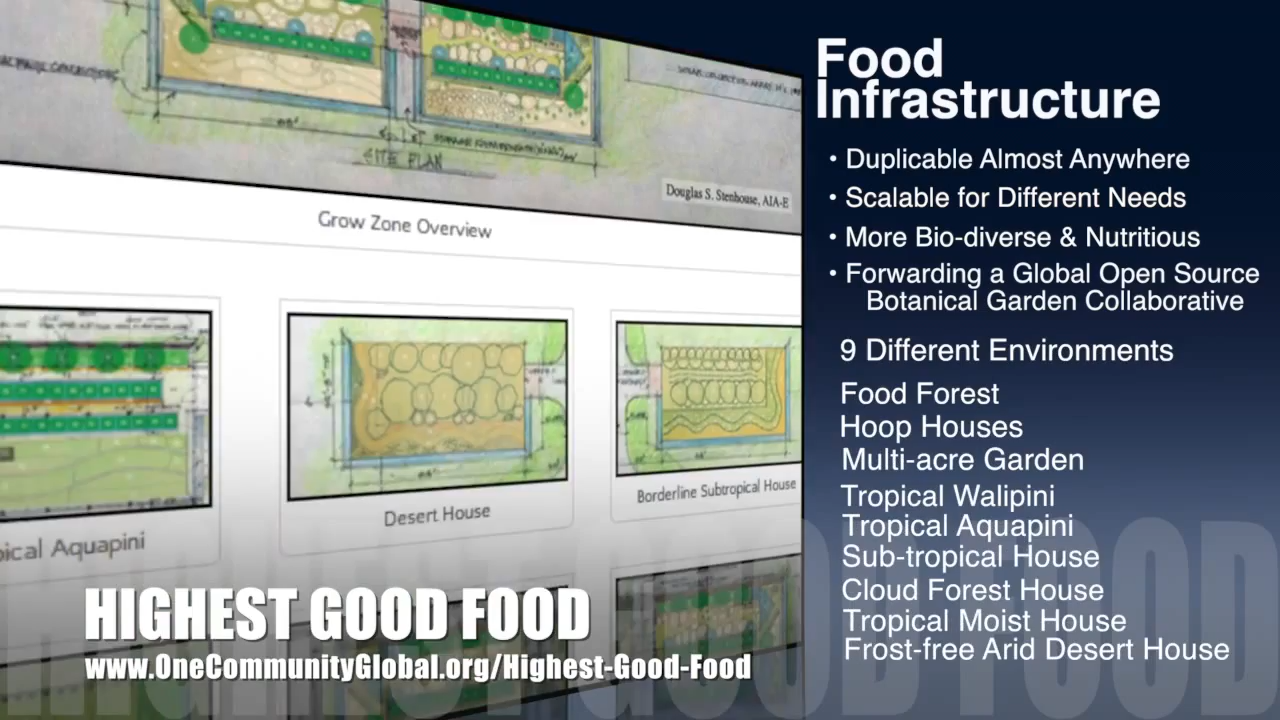 SITE PLAN
Douglas S. Stenhouse, AIA-E
Grow Zone Overview
pical Aquapini
Desert House
Borderline Subtropical House
HIGHEST GOOD FOOD
www.OneCommunityGlobal.org/Highest-Good-Food
Food
Infrastructure
• Duplicable Almost Anywhere
• Scalable for Different Needs
• More Bio-diverse & Nutritious
• Forwarding a Global Open Source
Botanical Garden Collaborative
9 Different Environments
Food Forest
Hoop Houses
Multi-acre Garden
Tropical Walipini
Tropical Aquapini
Sub-tropical House
Cloud Forest House
Tropical Moist House
Frost-free Arid Desert House
HIGHEST GOOD FOOD